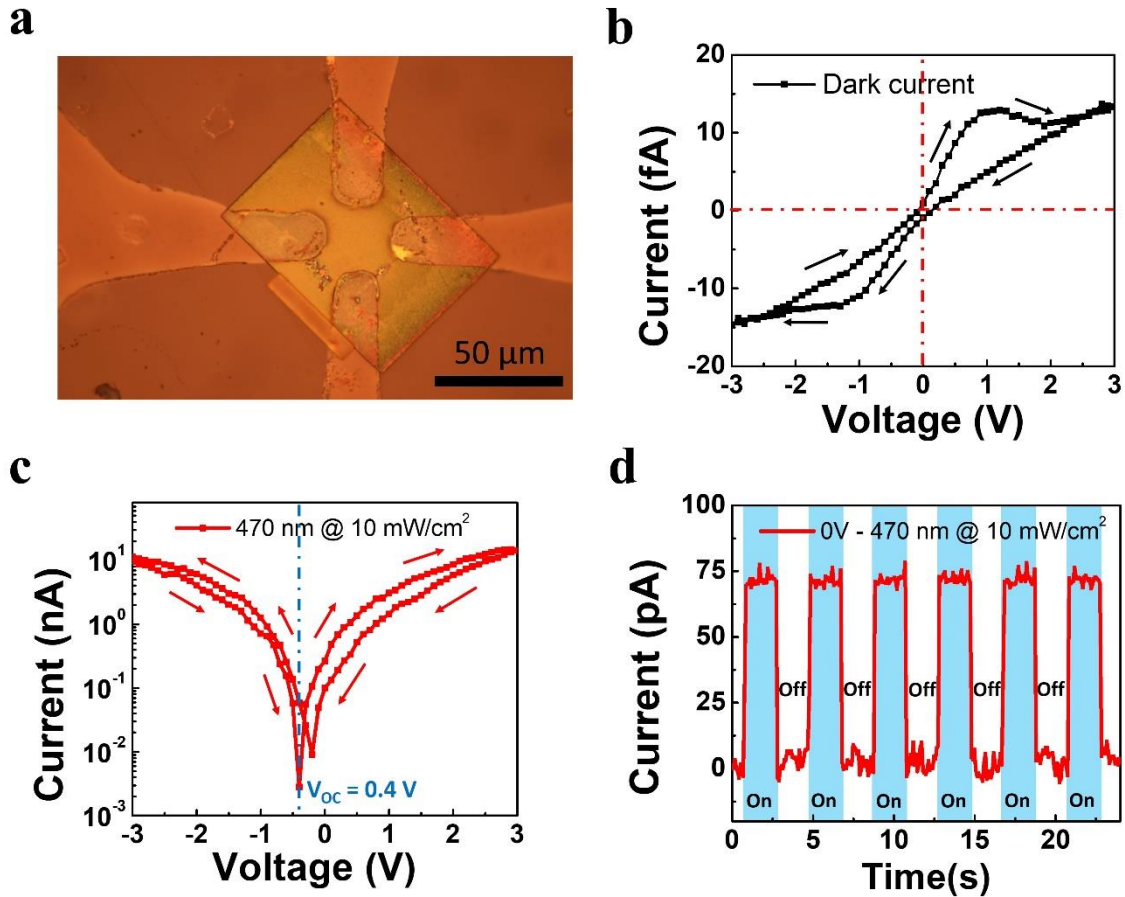 a
50 μm
b
Dark current
Current (fA)
20
10
0
-10
-20
-3
-2
-1
0
1
2
3
Voltage (V)
c
470 nm @ 10 mW/cm²
Current (nA)
10¹
10⁰
10⁻¹
10⁻²
10⁻³
V_OC = 0.4 V
-3
-2
-1
0
1
2
3
Voltage (V)
d
0V - 470 nm @ 10 mW/cm²
Current (pA)
100
75
50
25
0
Off
Off
Off
Off
Off
On
On
On
On
On
On
0
5
10
15
20
Time(s)